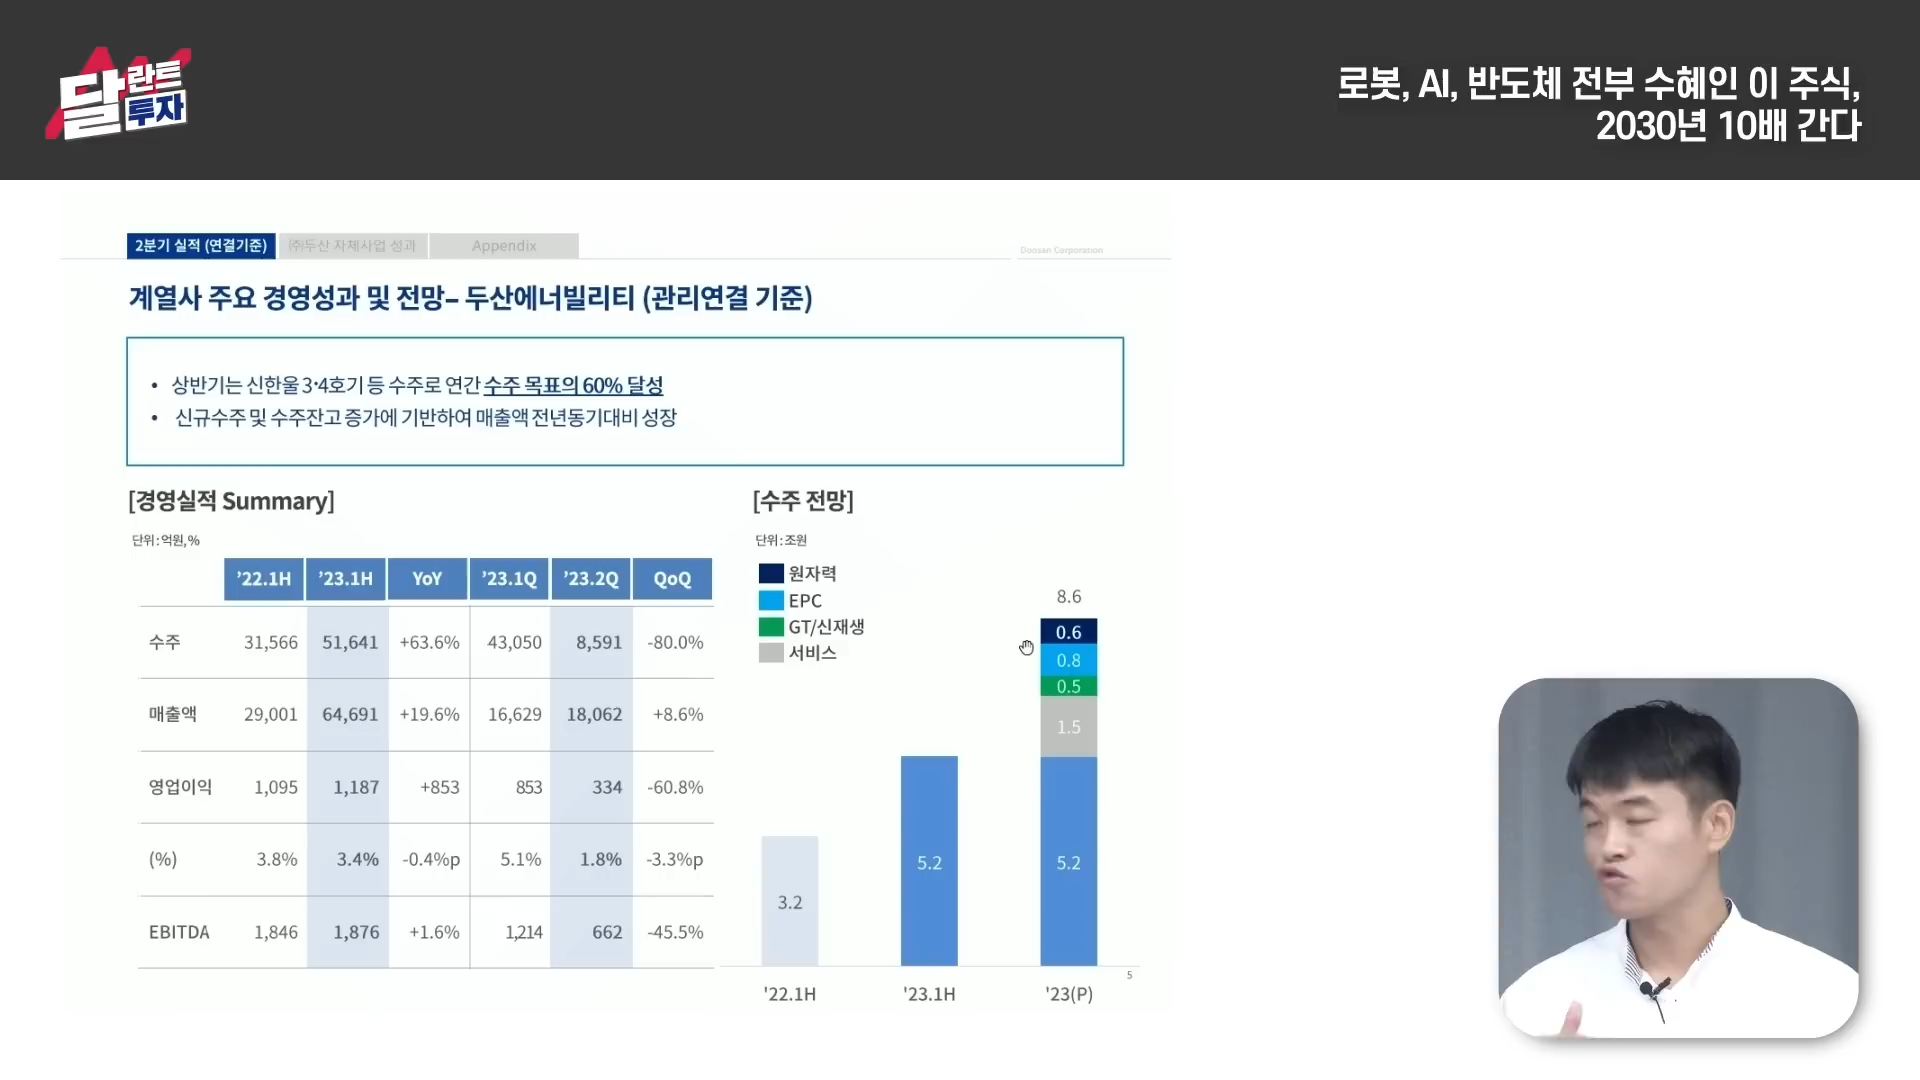 달란트
투자
로봇, AI, 반도체 전부 수혜인 이 주식,
2030년 10배 간다
2분기 실적 (연결기준) ㈜두산 자체사업 성과 Appendix
Doosan Corporation
계열사 주요 경영성과 및 전망– 두산에너빌리티 (관리연결 기준)
• 상반기는 신한울 3·4호기 등 수주로 연간 수주 목표의 60% 달성
• 신규수주 및 수주잔고 증가에 기반하여 매출액 전년동기대비 성장
[경영실적 Summary]
단위:억원,%
’22.1H ’23.1H YoY ’23.1Q ’23.2Q QoQ
수주 31,566 51,641 +63.6% 43,050 8,591 -80.0%
매출액 29,001 64,691 +19.6% 16,629 18,062 +8.6%
영업이익 1,095 1,187 +853 853 334 -60.8%
(%) 3.8% 3.4% -0.4%p 5.1% 1.8% -3.3%p
EBITDA 1,846 1,876 +1.6% 1,214 662 -45.5%
[수주 전망]
단위:조원
원자력
EPC
GT/신재생
서비스
8.6
0.6
0.8
0.5
1.5
3.2 5.2 5.2
'22.1H '23.1H '23(P)
5